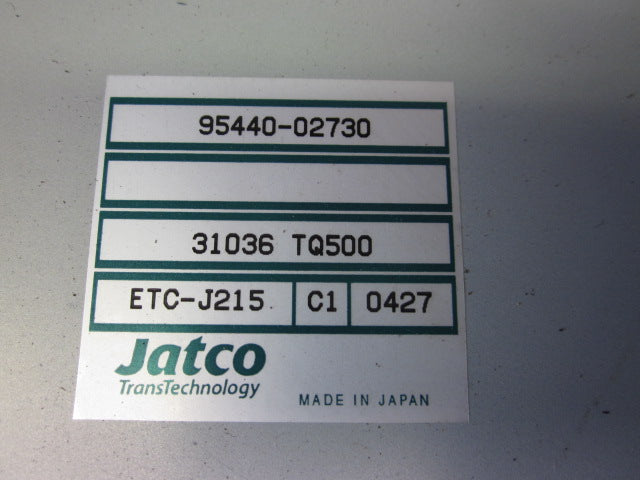 95440-02730
31036 TQ500
ETC-J215 C1 0427
Jatco
TransTechnology
MADE IN JAPAN